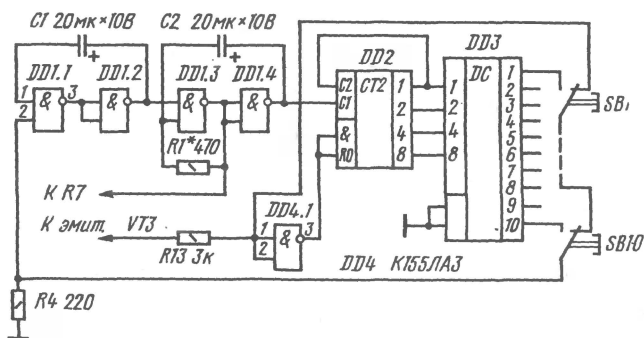 C1 20мк×10В
C2 20мк×10В
DD1.1
DD1.2
DD1.3
DD1.4
DD2
DD3
1
2
&
3
&
&
&
+
+
C2
C1
&
R0
CT2
1
2
4
8
1
2
4
8
DC
1
2
3
4
5
6
7
8
9
10
SB1
R1*470
К R7
К эмит. VT3
R13 3к
DD4.1
1
2
&
3
DD4 К155ЛА3
SB10
R4 220